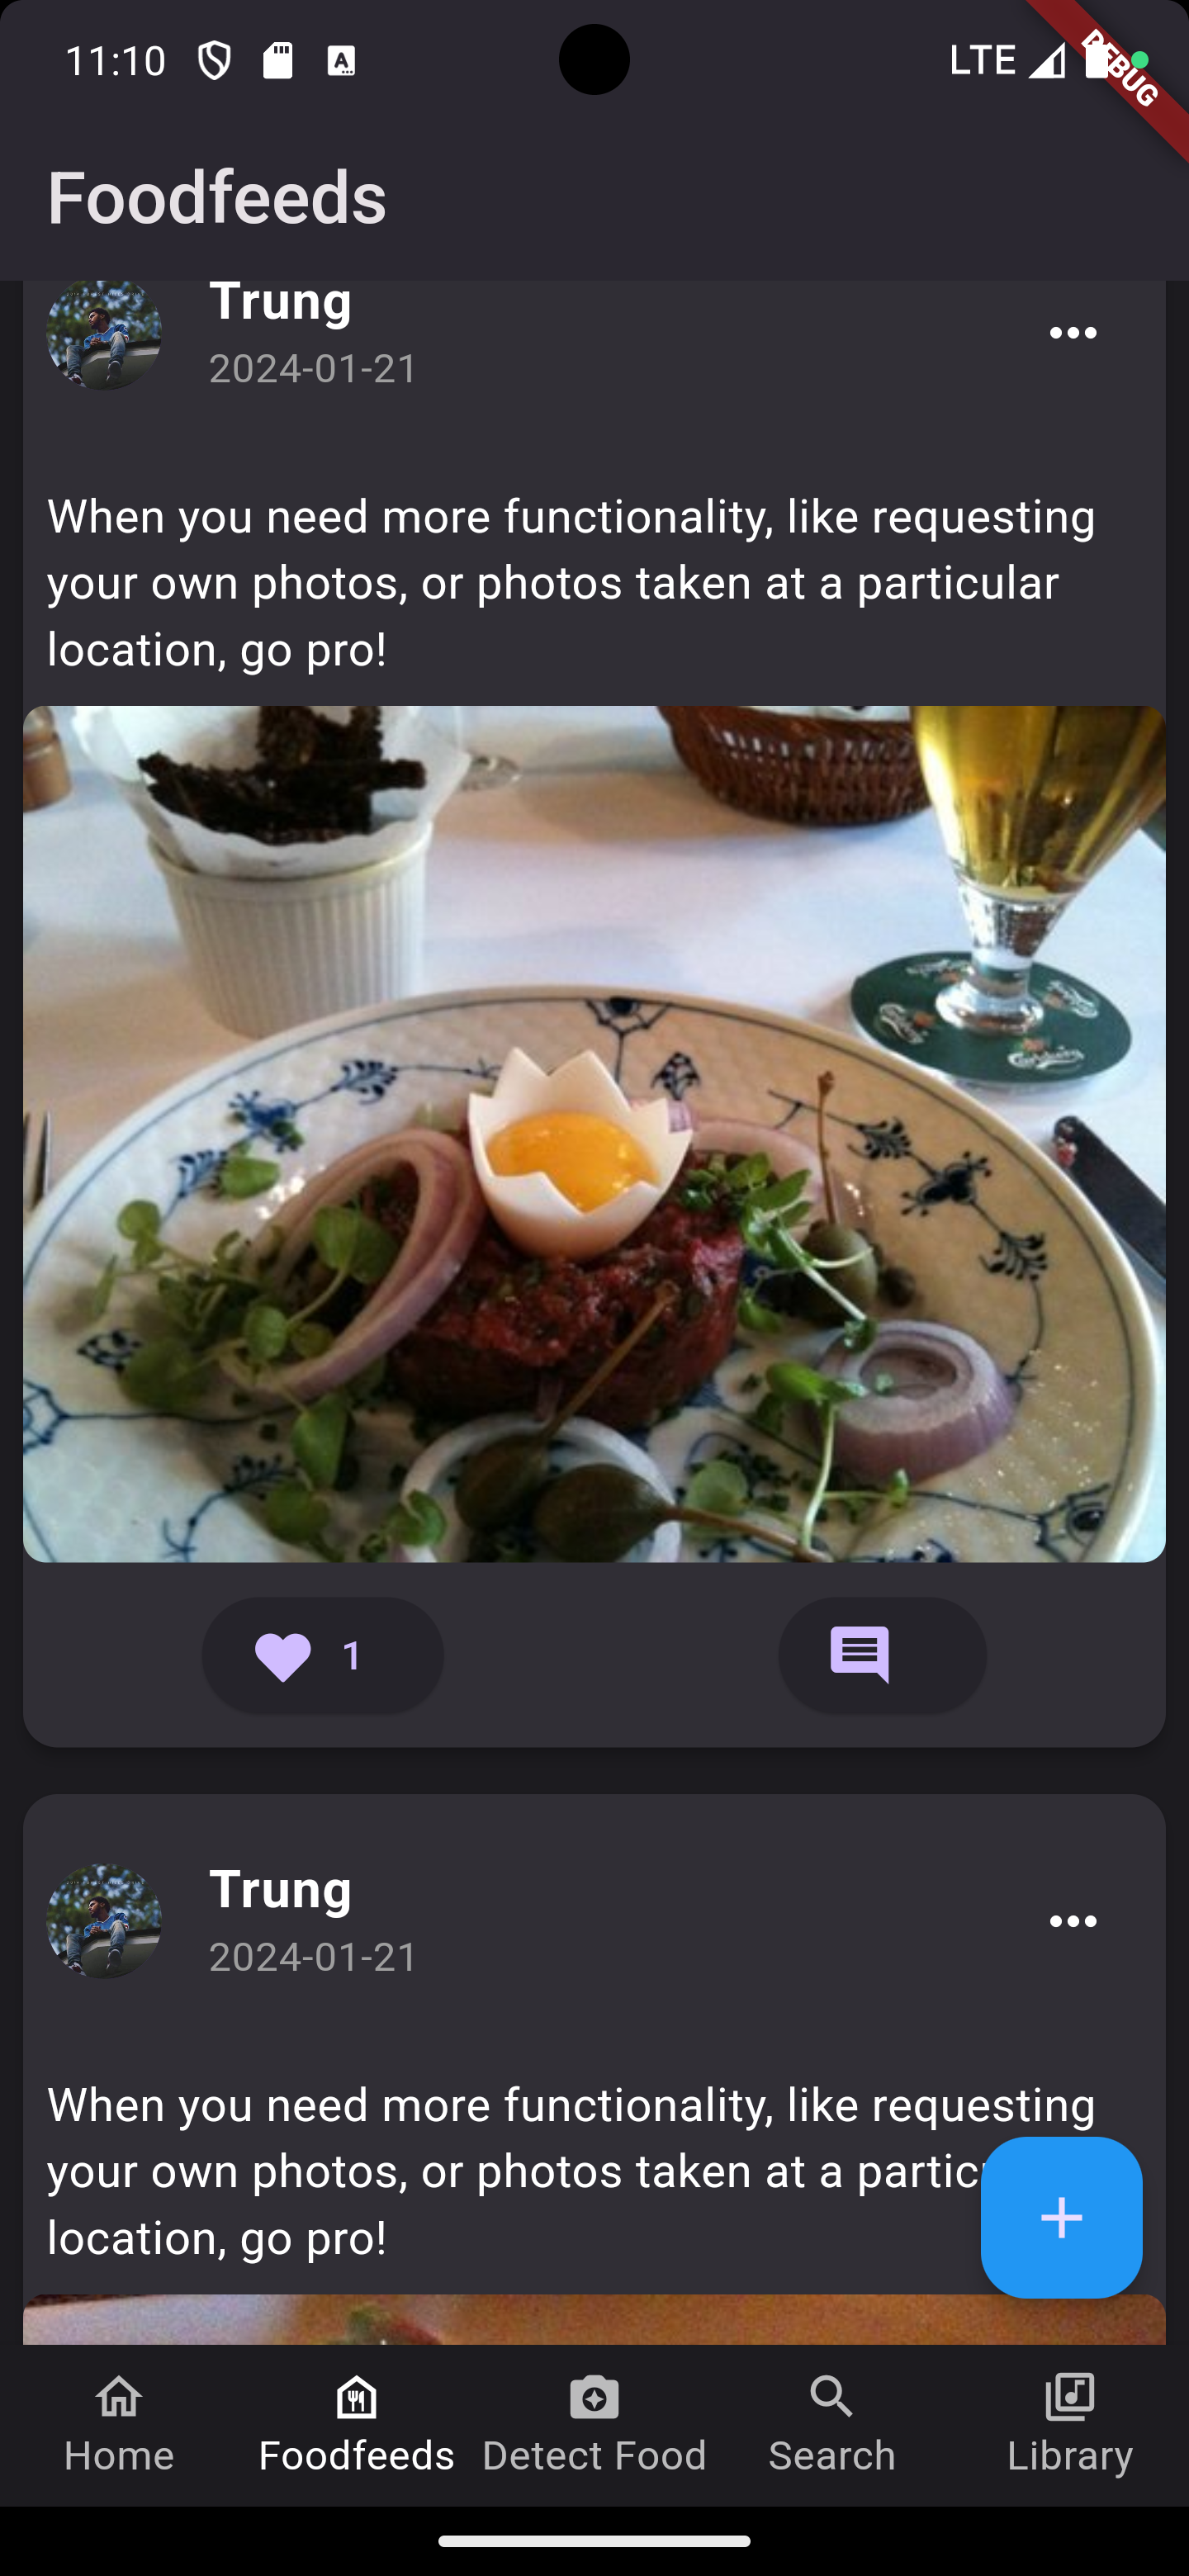 11:10
LTE
DEBUG
Foodfeeds
Trung
2024-01-21
When you need more functionality, like requesting
your own photos, or photos taken at a particular
location, go pro!
Carlsberg
1
Trung
2024-01-21
When you need more functionality, like requesting
your own photos, or photos taken at a partic
location, go pro!
Home
Foodfeeds
Detect Food
Search
Library